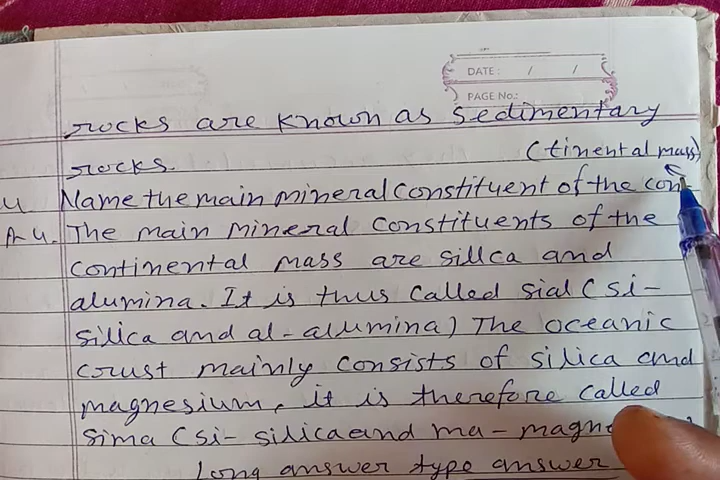 DATE: / /
PAGE No.:
rocks are known as sedimentary
rocks.
(tinental mass)
4 Name the main mineral constituent of the con-
A 4. The main mineral constituents of the
continental mass are sillca and
alumina. It is thus called sial (si-
silica and al-alumina) The oceanic
crust mainly consists of silica and
magnesium, it is therefore called
sima (si- silica and ma-
Long answer type answer